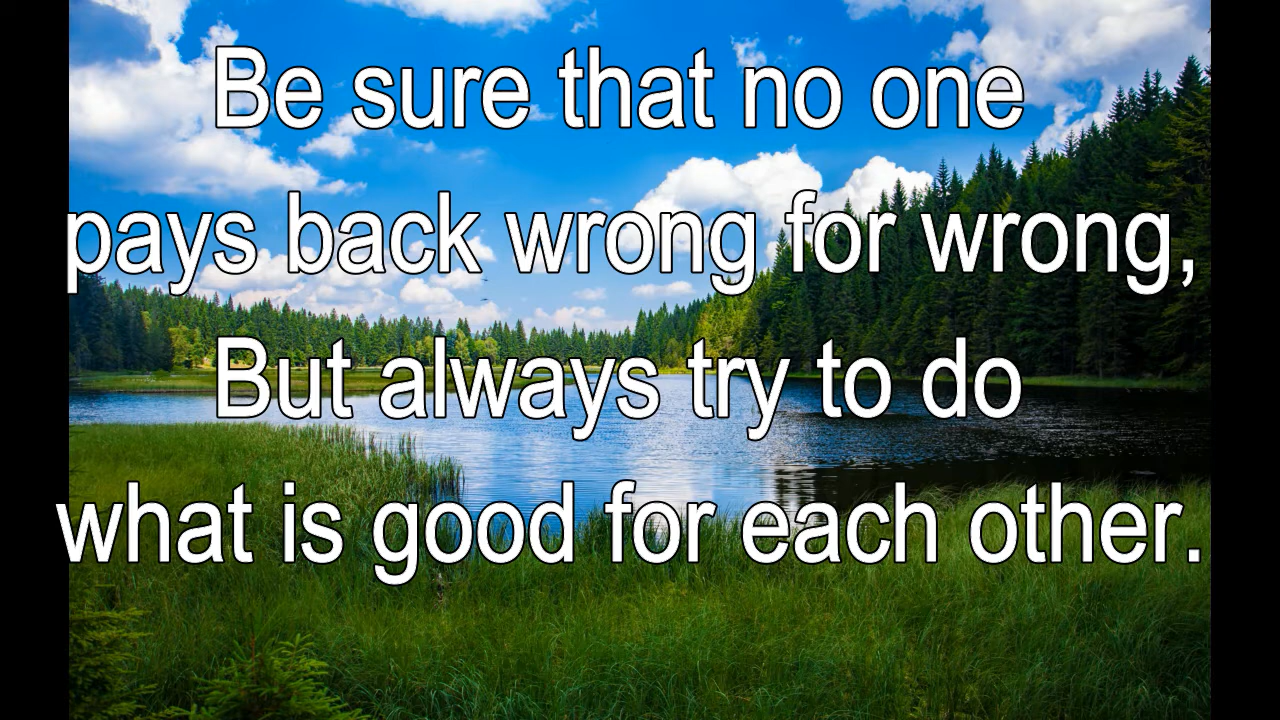 Be sure that no one
pays back wrong for wrong,
But always try to do
what is good for each other.